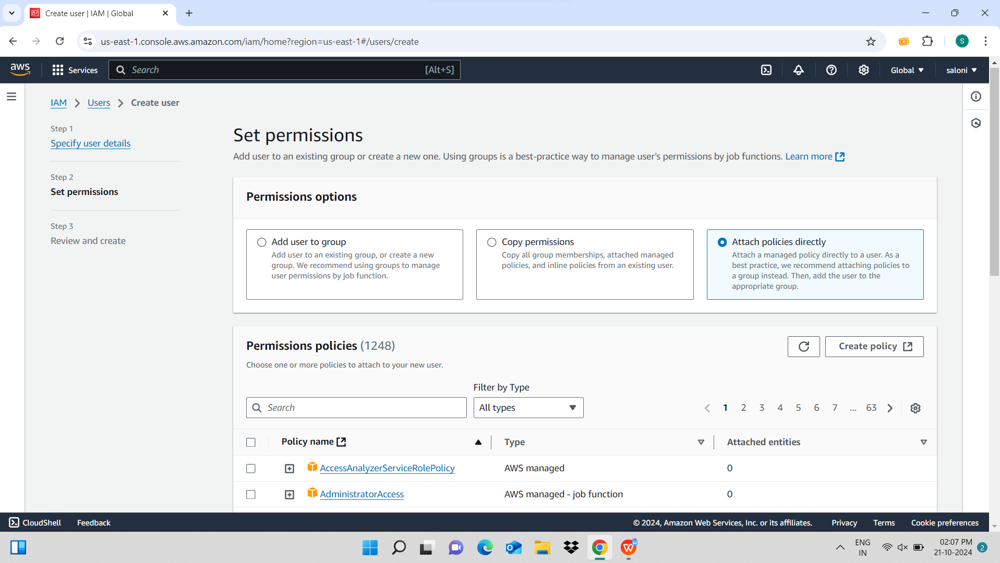 Create user | IAM | Global
us-east-1.console.aws.amazon.com/iam/home?region=us-east-1#/users/create
S
aws
Services
Search
[Alt+S]
Global
saloni
IAM
Users
Create user
Step 1
Specify user details
Step 2
Set permissions
Step 3
Review and create
Set permissions
Add user to an existing group or create a new one. Using groups is a best-practice way to manage user's permissions by job functions. Learn more
Permissions options
Add user to group
Add user to an existing group, or create a new
group. We recommend using groups to manage
user permissions by job function.
Copy permissions
Copy all group memberships, attached managed
policies, and inline policies from an existing user.
Attach policies directly
Attach a managed policy directly to a user. As a
best practice, we recommend attaching policies to
a group instead. Then, add the user to the
appropriate group.
Permissions policies (1248)
Create policy
Choose one or more policies to attach to your new user.
Filter by Type
Search
All types
1 2 3 4 5 6 7 ... 63
Policy name
Type
Attached entities
AccessAnalyzerServiceRolePolicy
AWS managed
0
AdministratorAccess
AWS managed - job function
0
CloudShell
Feedback
© 2024, Amazon Web Services, Inc. or its affiliates.
Privacy
Terms
Cookie preferences
ENG
IN
02:07 PM
21-10-2024
2